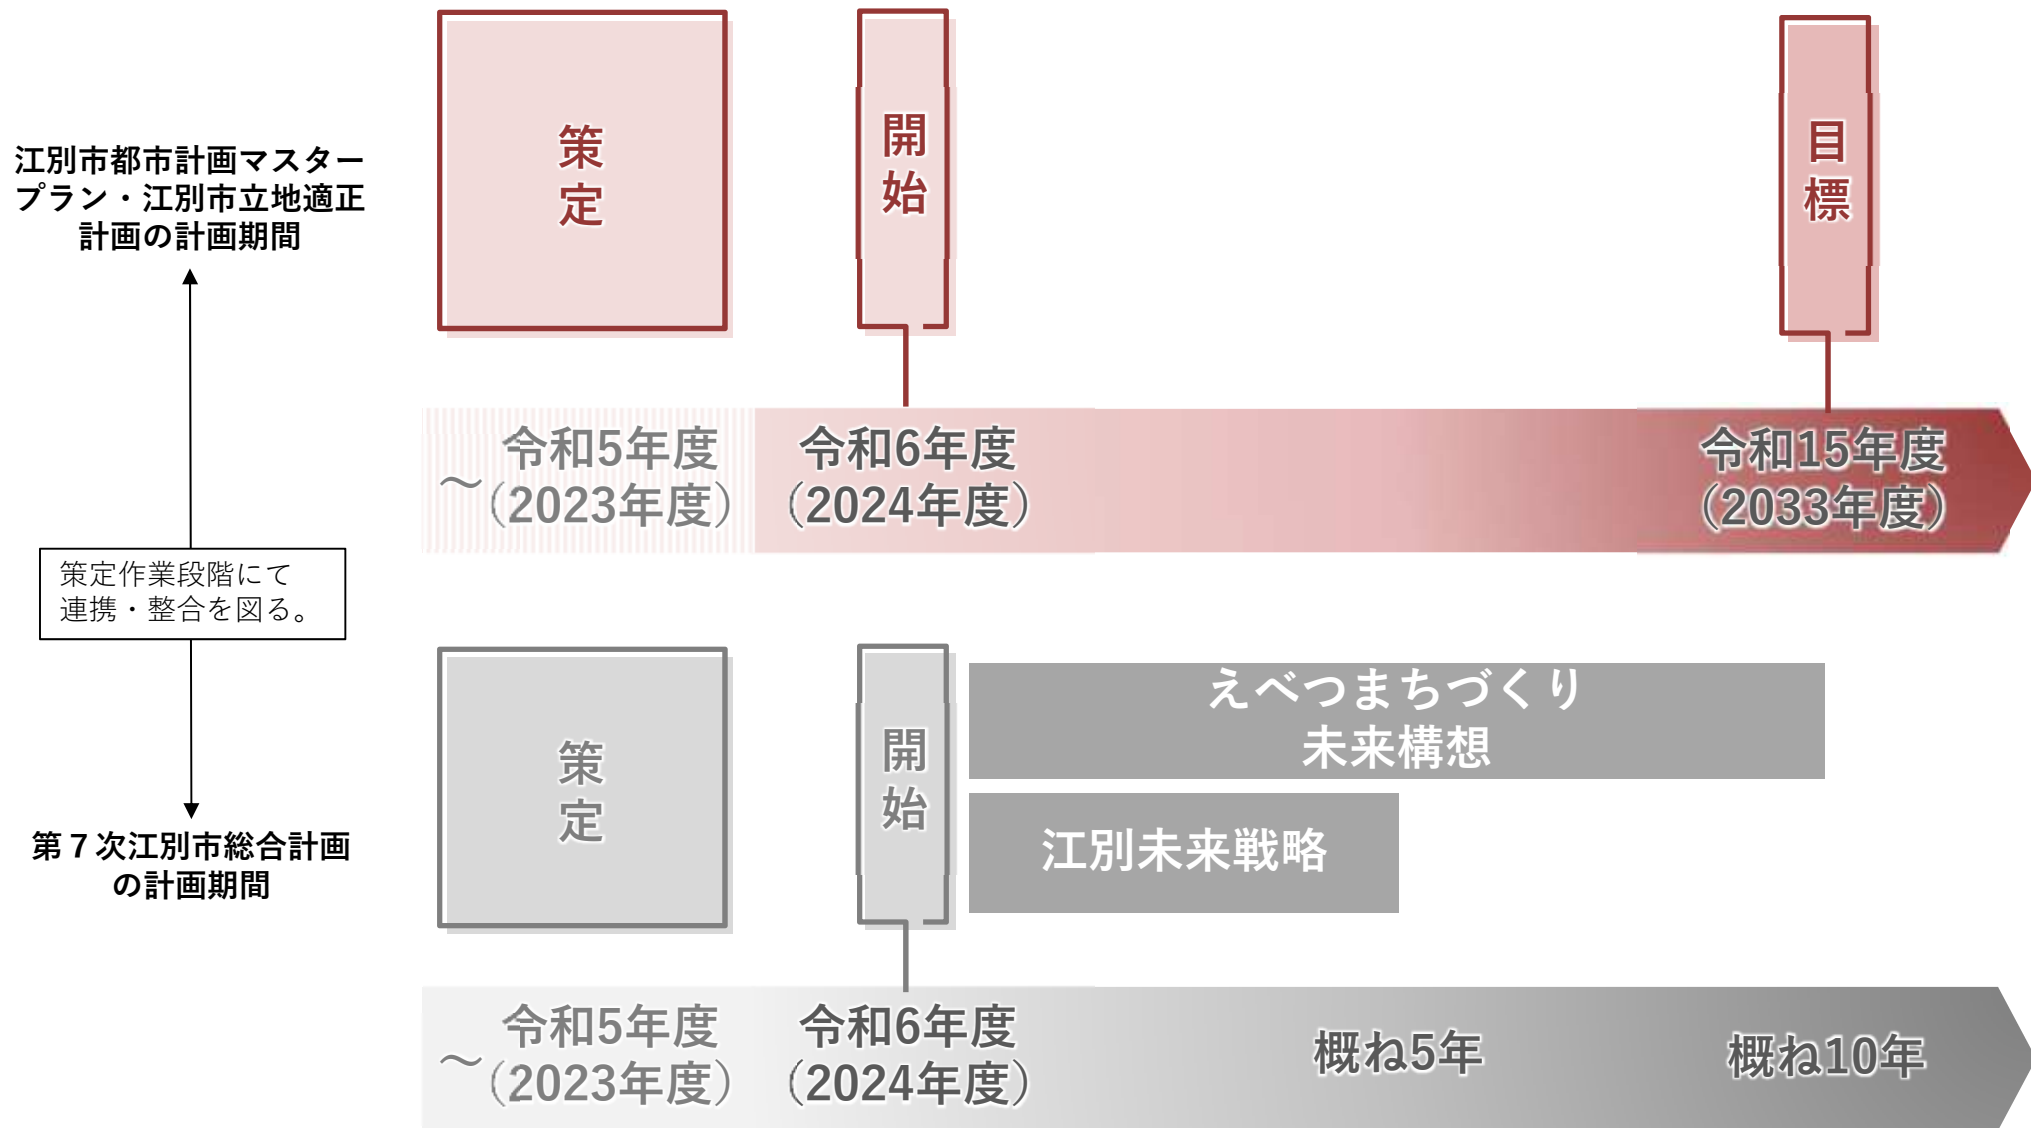 江別市都市計画マスター
プラン・江別市立地適正
計画の計画期間
策
定
開
始
目
標
～
令和5年度
（2023年度）
令和6年度
（2024年度）
令和15年度
（2033年度）
策定作業段階にて
連携・整合を図る。
第７次江別市総合計画
の計画期間
策
定
開
始
えべつまちづくり
未来構想
江別未来戦略
～
令和5年度
（2023年度）
令和6年度
（2024年度）
概ね5年
概ね10年